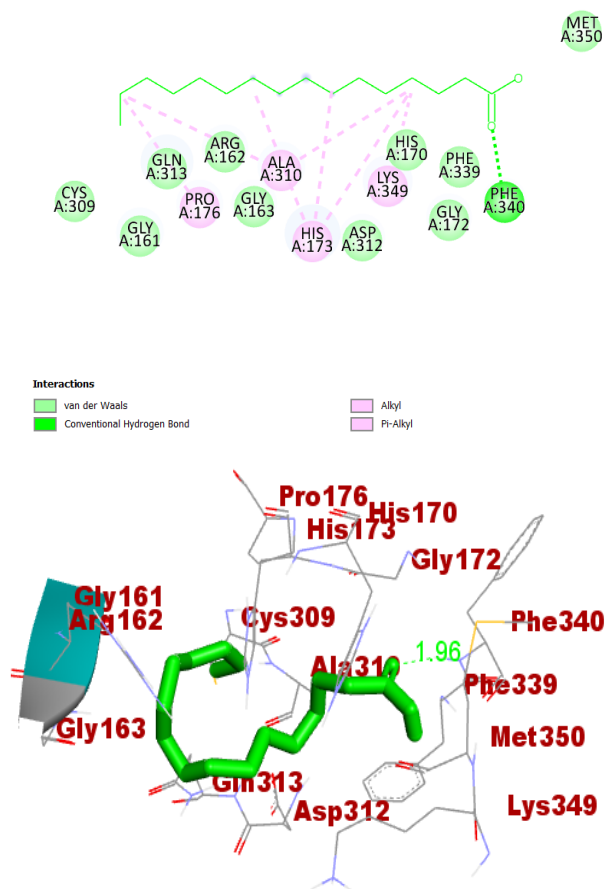 MET
A:350
ARG
A:162
HIS
A:170
GLN
A:313
ALA
A:310
PHE
A:339
LYS
A:349
CYS
A:309
PRO
A:176
GLY
A:163
PHE
A:340
GLY
A:172
GLY
A:161
HIS
A:173
ASP
A:312
Interactions
van der Waals
Alkyl
Conventional Hydrogen Bond
Pi-Alkyl
Pro176
His170
His173
Gly172
Gly161
Arg162
Cys309
Phe340
1.96
Ala310
Phe339
Gly163
Met350
Gln313
Asp312
Lys349